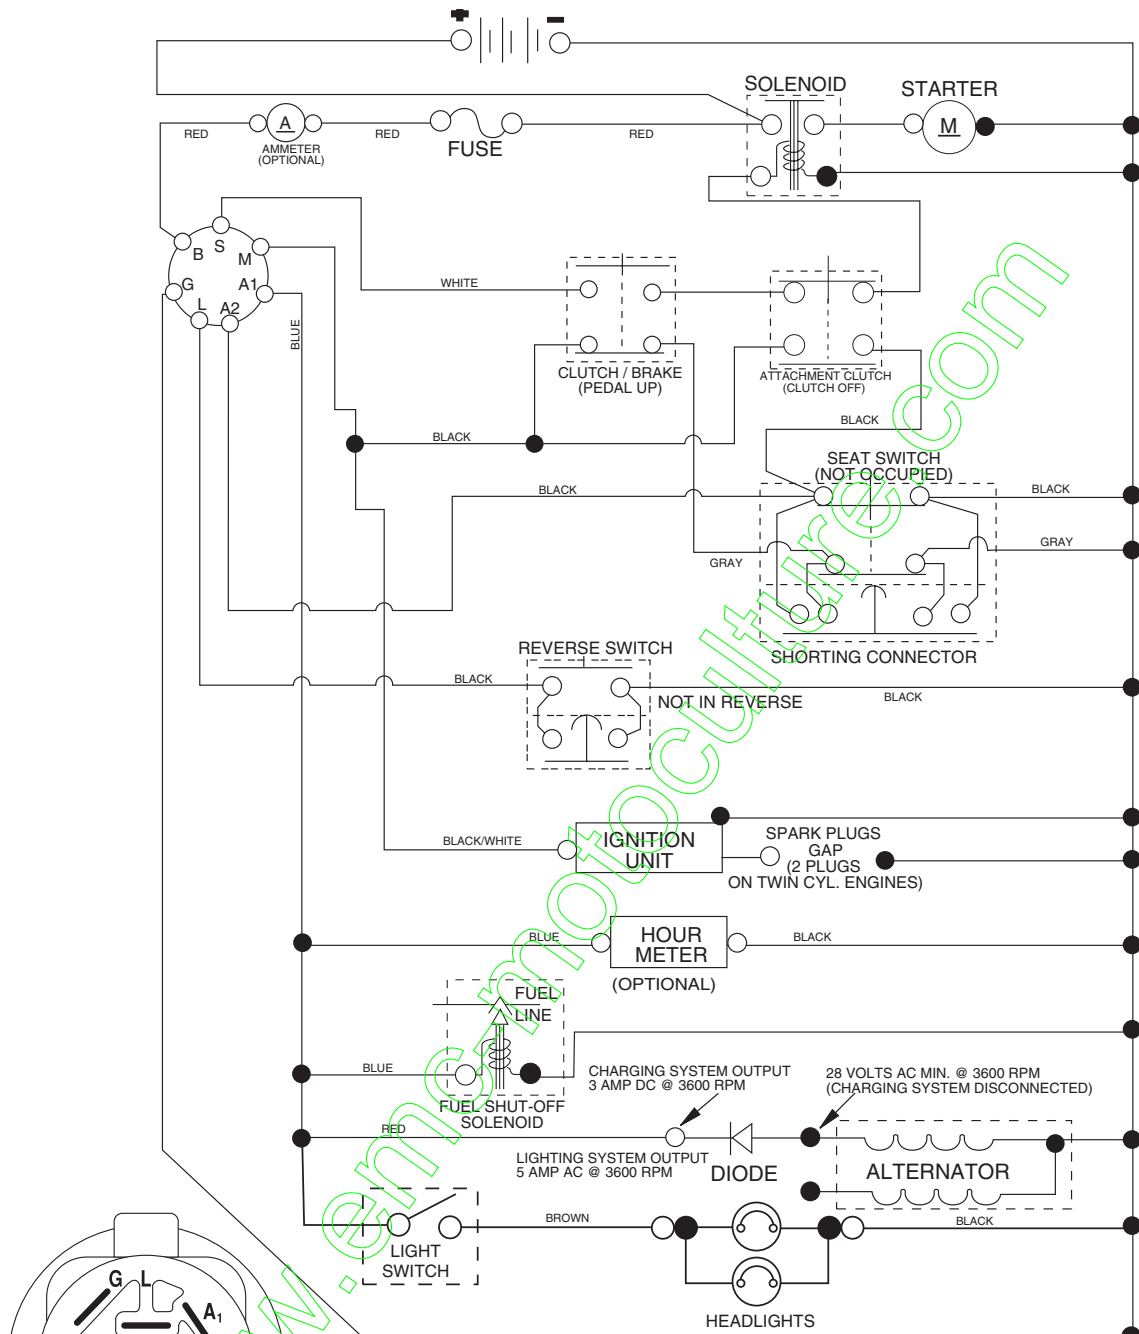 SOLENOID
STARTER
RED
A
AMMETER
(OPTIONAL)
RED
FUSE
RED
M
B
S
M
G
A1
L
A2
BLUE
WHITE
CLUTCH / BRAKE
(PEDAL UP)
ATTACHMENT CLUTCH
(CLUTCH OFF)
BLACK
BLACK
SEAT SWITCH
(NOT OCCUPIED)
BLACK
BLACK
GRAY
GRAY
SHORTING CONNECTOR
REVERSE SWITCH
BLACK
NOT IN REVERSE
BLACK
BLACK/WHITE
IGNITION
UNIT
SPARK PLUGS
GAP
(2 PLUGS
ON TWIN CYL. ENGINES)
BLUE
HOUR
METER
BLACK
(OPTIONAL)
FUEL
LINE
BLUE
FUEL SHUT-OFF
SOLENOID
CHARGING SYSTEM OUTPUT
3 AMP DC @ 3600 RPM
28 VOLTS AC MIN. @ 3600 RPM
(CHARGING SYSTEM DISCONNECTED)
RED
LIGHTING SYSTEM OUTPUT
5 AMP AC @ 3600 RPM
DIODE
ALTERNATOR
BROWN
BLACK
LIGHT
SWITCH
HEADLIGHTS
G L
A1
w.emc-motoculture.com